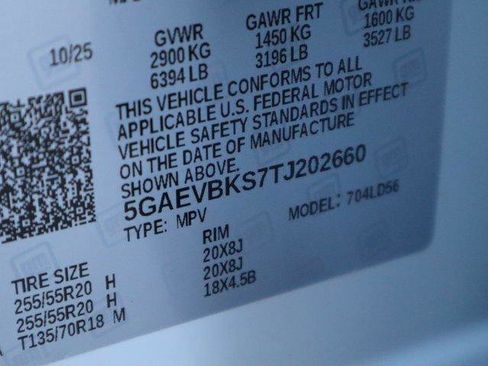 10/25
GVWR GAWR FRT GAWR
2900 KG 1450 KG 1600 KG
6394 LB 3196 LB 3527 LB
THIS VEHICLE CONFORMS TO ALL
APPLICABLE U.S. FEDERAL MOTOR
VEHICLE SAFETY STANDARDS IN EFFECT
ON THE DATE OF MANUFACTURE
SHOWN ABOVE.
5GAEVBKS7TJ202660
TYPE: MPV MODEL: 704LD56
TIRE SIZE RIM
255/55R20 H 20X8J
255/55R20 H 20X8J
T135/70R18 M 18X4.5B